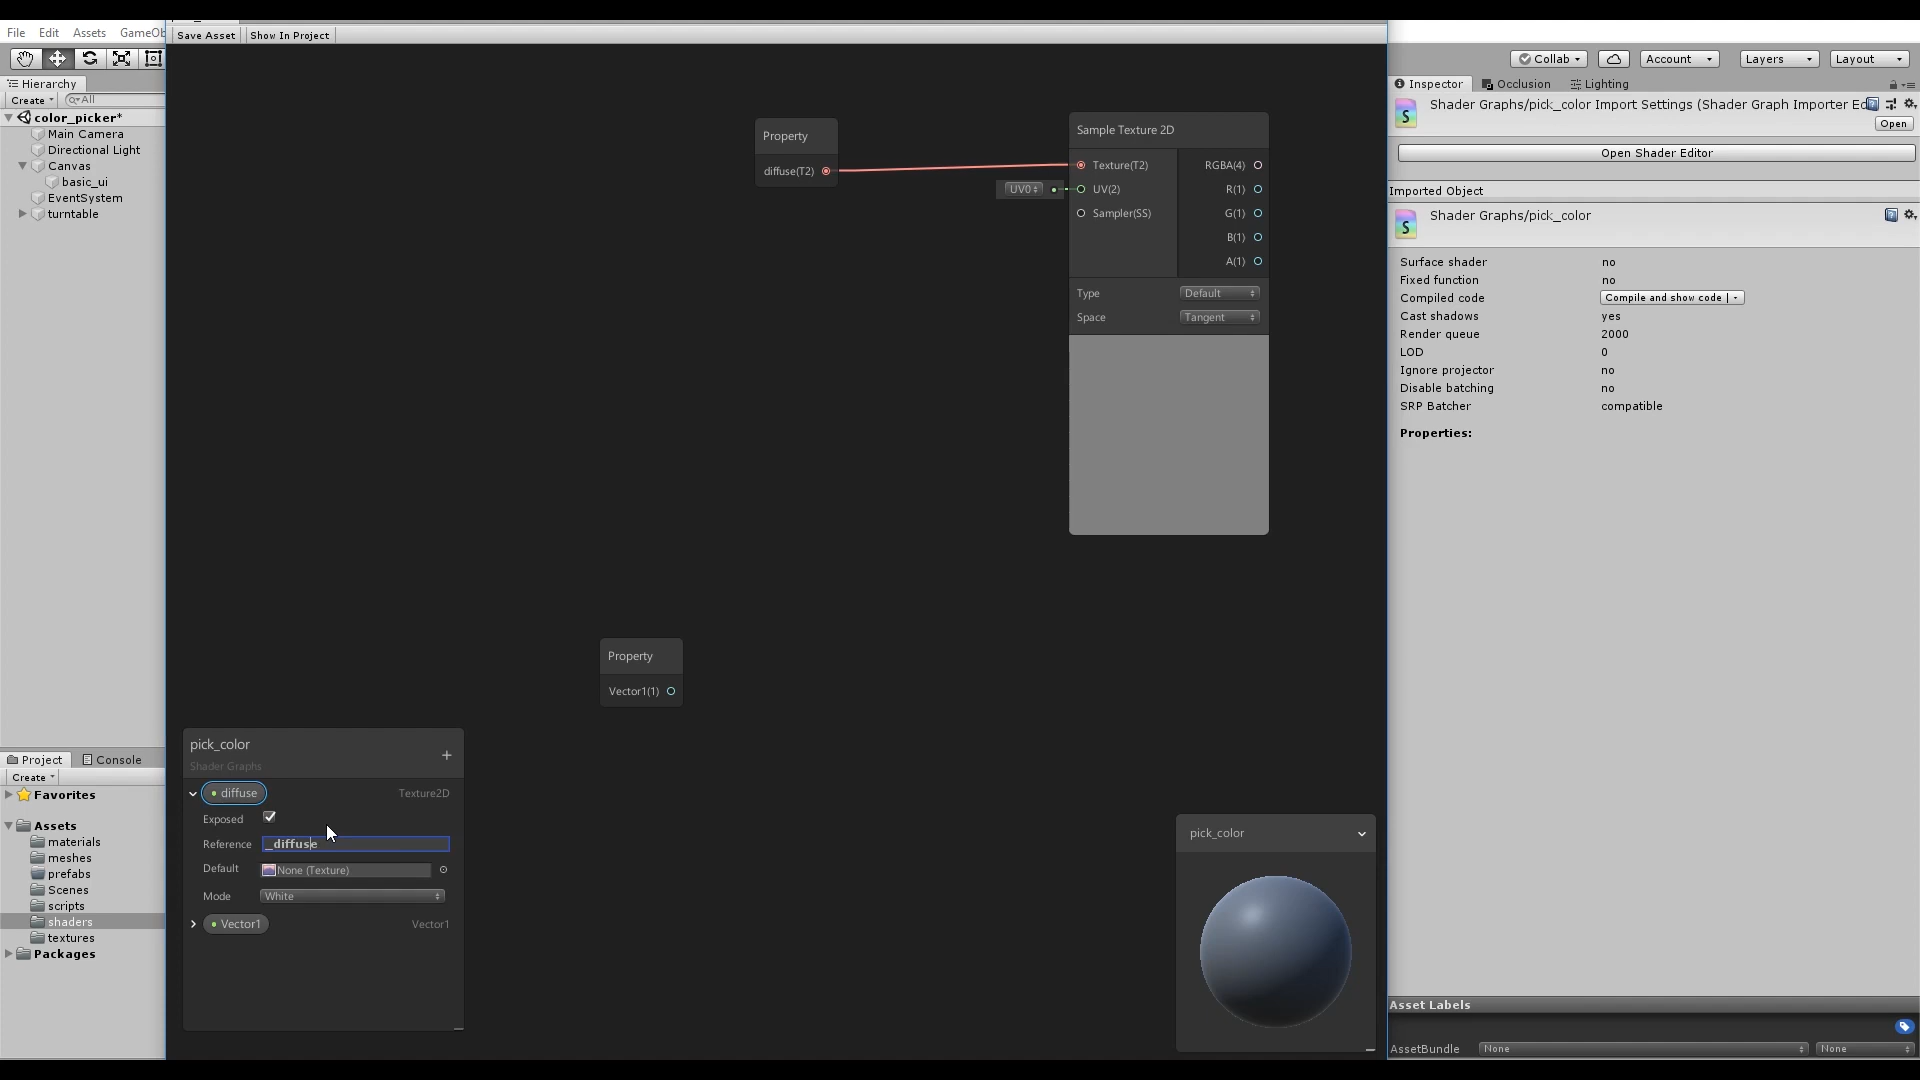 File Edit Assets GameOb
Save Asset Show In Project
Collab Account Layers Layout
Hierarchy
Create All
color_picker*
Main Camera
Directional Light
Canvas
basic_ui
EventSystem
turntable
Property
diffuse(T2)
Sample Texture 2D
Texture(T2) RGBA(4)
UV0 UV(2) R(1)
Sampler(SS) G(1)
B(1)
A(1)
Type Default
Space Tangent
Property
Vector1(1)
pick_color
Shader Graphs
diffuse Texture2D
Exposed
Reference _diffuse
Default None (Texture)
Mode White
Vector1 Vector1
pick_color
Project Console
Create
Favorites
Assets
materials
meshes
prefabs
Scenes
scripts
shaders
textures
Packages
Inspector Occlusion Lighting
Shader Graphs/pick_color Import Settings (Shader Graph Importer Ed
Open
Open Shader Editor
Imported Object
Shader Graphs/pick_color
Surface shader no
Fixed function no
Compiled code Compile and show code
Cast shadows yes
Render queue 2000
LOD 0
Ignore projector no
Disable batching no
SRP Batcher compatible
Properties:
Asset Labels
AssetBundle None None